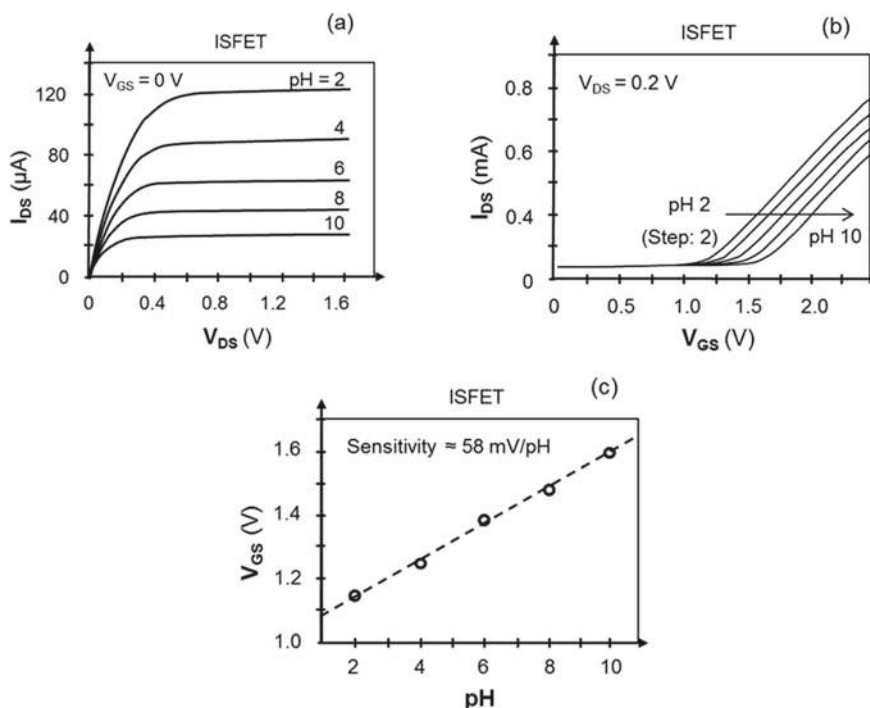 (a)
ISFET
V_GS = 0 V
pH = 2
4
6
8
10
120
80
40
0
I_DS (µA)
0
0.4
0.8
1.2
1.6
V_DS (V)
(b)
ISFET
V_DS = 0.2 V
0.8
0.6
0.4
0
I_DS (mA)
pH 2
(Step: 2)
pH 10
0
0.5
1.0
1.5
2.0
V_GS (V)
(c)
ISFET
Sensitivity ≈ 58 mV/pH
1.6
1.4
1.2
1.0
V_GS (V)
2
4
6
8
10
pH